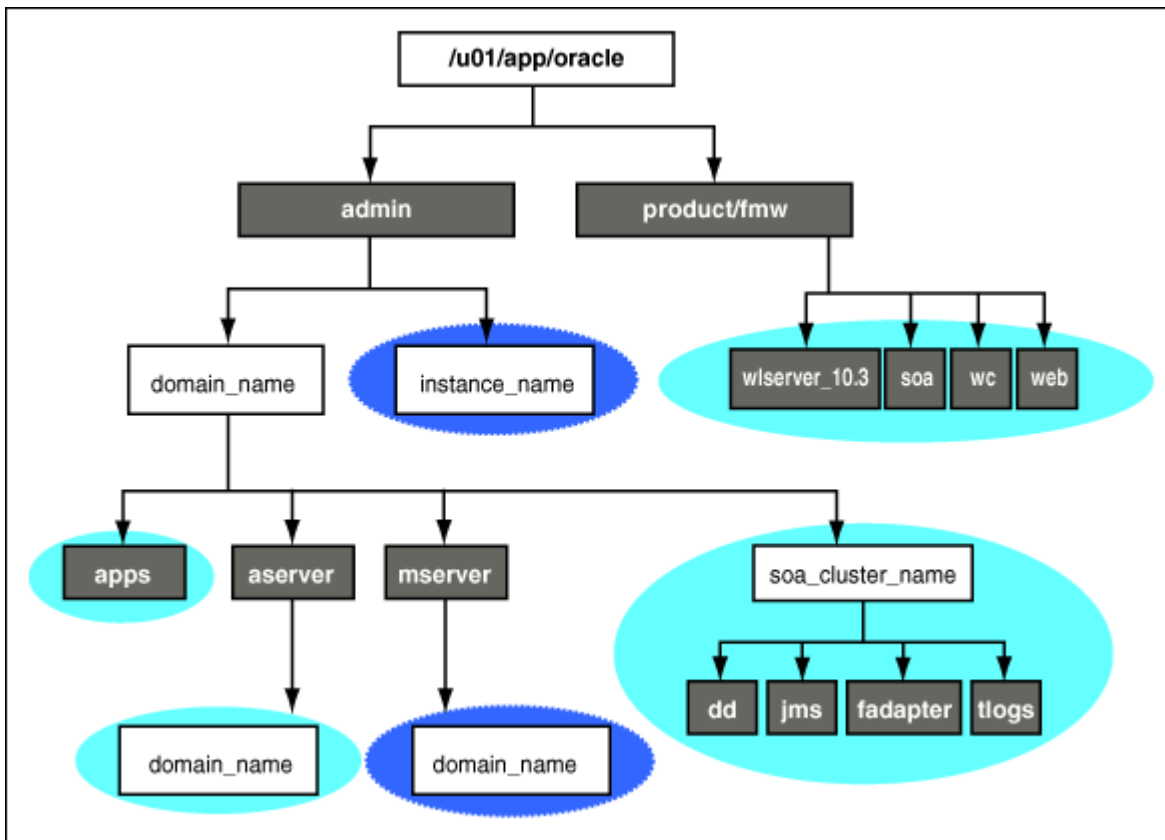 /u01/app/oracle
admin
product/fmw
domain_name
instance_name
wlserver_10.3
soa
wc
web
apps
aserver
mserver
soa_cluster_name
dd
jms
fadapter
tlogs
domain_name
domain_name